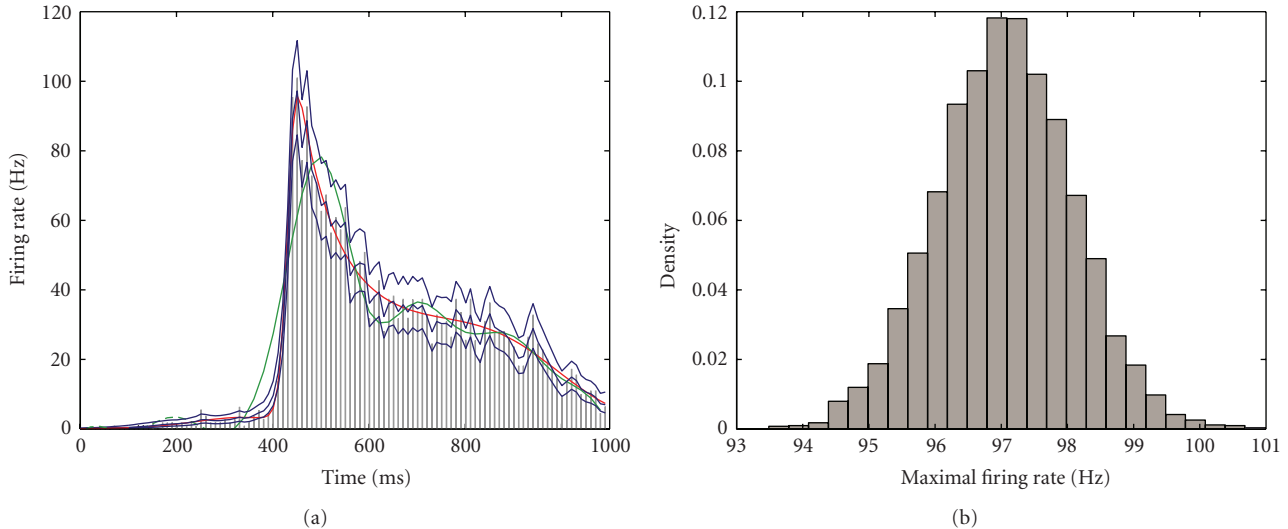 120
100
80
60
40
20
0
Firing rate (Hz)
0 200 400 600 800 1000
Time (ms)
(a)
0.12
0.1
0.08
0.06
0.04
0.02
0
Density
93 94 95 96 97 98 99 100 101
Maximal firing rate (Hz)
(b)